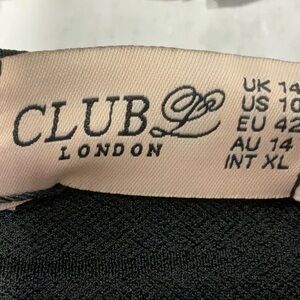 CLUB L
LONDON
UK 14
US 10
EU 42
AU 14
INT XL